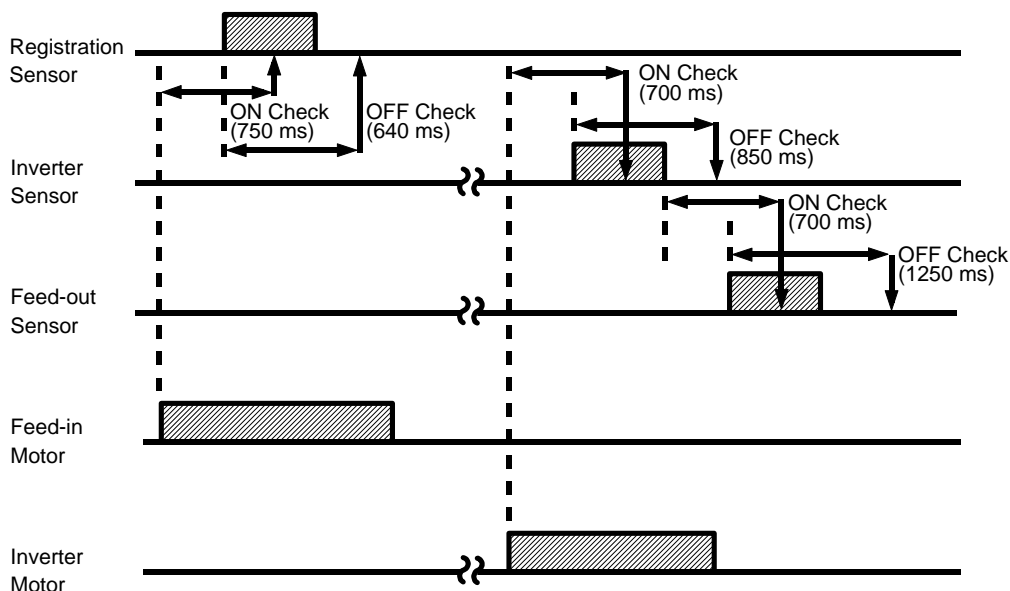 Registration
Sensor
ON Check
(750 ms)
OFF Check
(640 ms)
ON Check
(700 ms)
OFF Check
(850 ms)
Inverter
Sensor
ON Check
(700 ms)
OFF Check
(1250 ms)
Feed-out
Sensor
Feed-in
Motor
Inverter
Motor